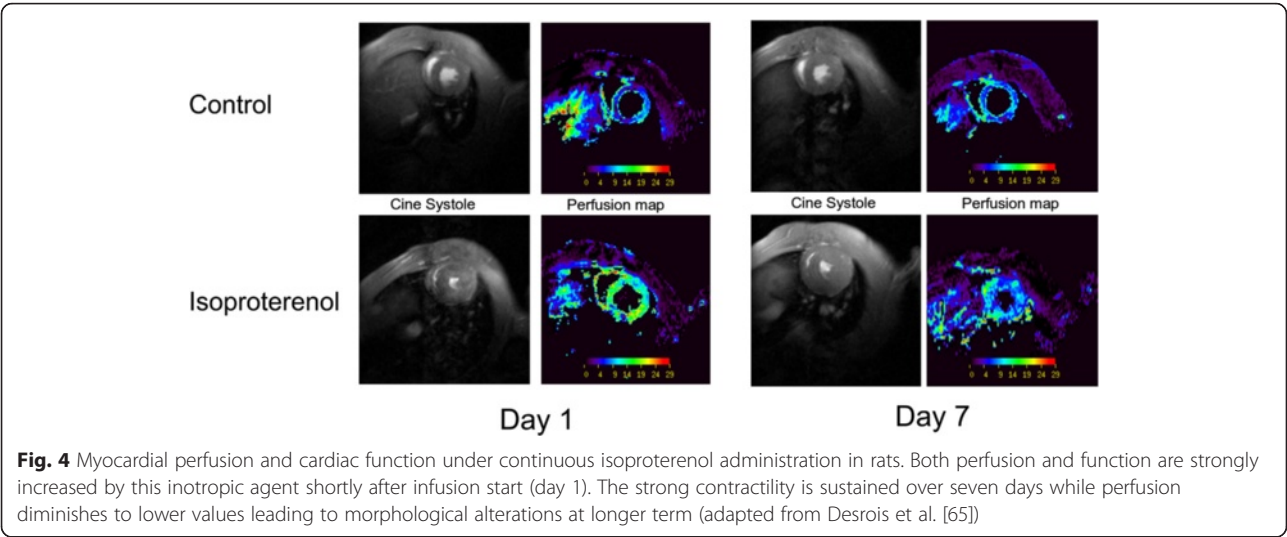 Control
Cine Systole Perfusion map Cine Systole Perfusion map
0 4 9 14 19 24 29 0 4 9 14 19 24 29
Isoproterenol
0 4 9 14 19 24 29 0 4 9 14 19 24 29
Day 1 Day 7
Fig. 4 Myocardial perfusion and cardiac function under continuous isoproterenol administration in rats. Both perfusion and function are strongly
increased by this inotropic agent shortly after infusion start (day 1). The strong contractility is sustained over seven days while perfusion
diminishes to lower values leading to morphological alterations at longer term (adapted from Desrois et al. [65])